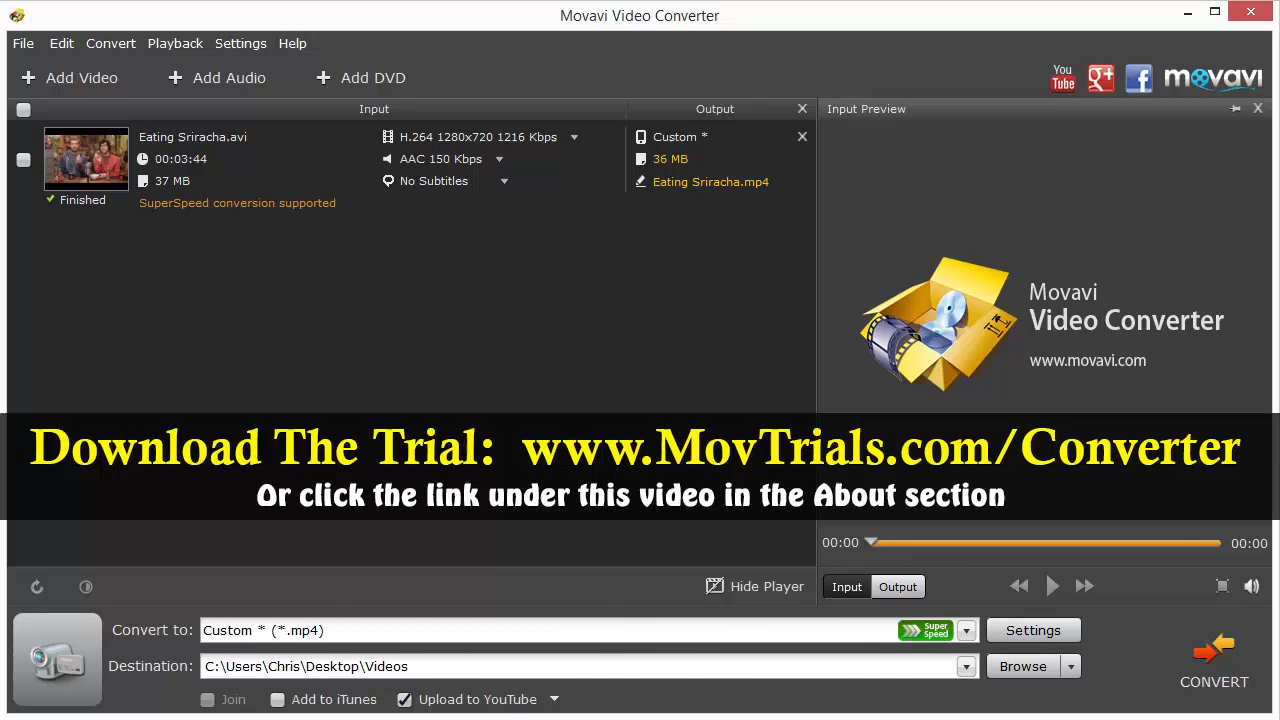 Movavi Video Converter
File Edit Convert Playback Settings Help
+ Add Video + Add Audio + Add DVD
You Tube g+ f movavi
Input Output Input Preview
Eating Sriracha.avi H.264 1280x720 1216 Kbps Custom *
00:03:44 AAC 150 Kbps 36 MB
37 MB No Subtitles Eating Sriracha.mp4
Finished SuperSpeed conversion supported
Movavi
Video Converter
www.movavi.com
Download The Trial: www.MovTrials.com/Converter
Or click the link under this video in the About section
00:00 00:00
Hide Player Input Output
Convert to: Custom * (*.mp4) Super Speed Settings
Destination: C:\Users\Chris\Desktop\Videos Browse
CONVERT
Join Add to iTunes Upload to YouTube